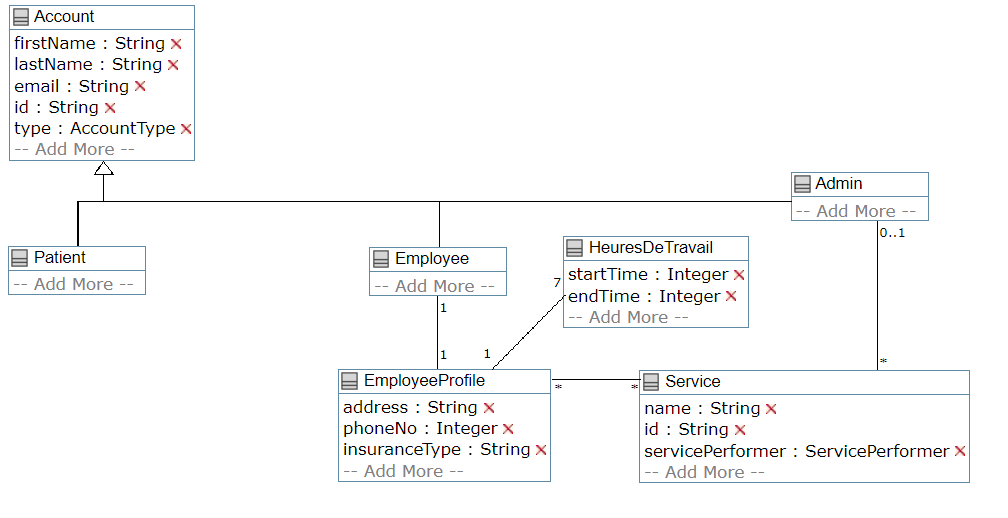 Account
firstName : String
lastName : String
email : String
id : String
type : AccountType
-- Add More --
Admin
-- Add More --
0..1
Patient
-- Add More --
Employee
-- Add More --
1
HeuresDeTravail
startTime : Integer
endTime : Integer
-- Add More --
7
1
1
*
EmployeeProfile
address : String
phoneNo : Integer
insuranceType : String
-- Add More --
*
*
Service
name : String
id : String
servicePerformer : ServicePerformer
-- Add More --